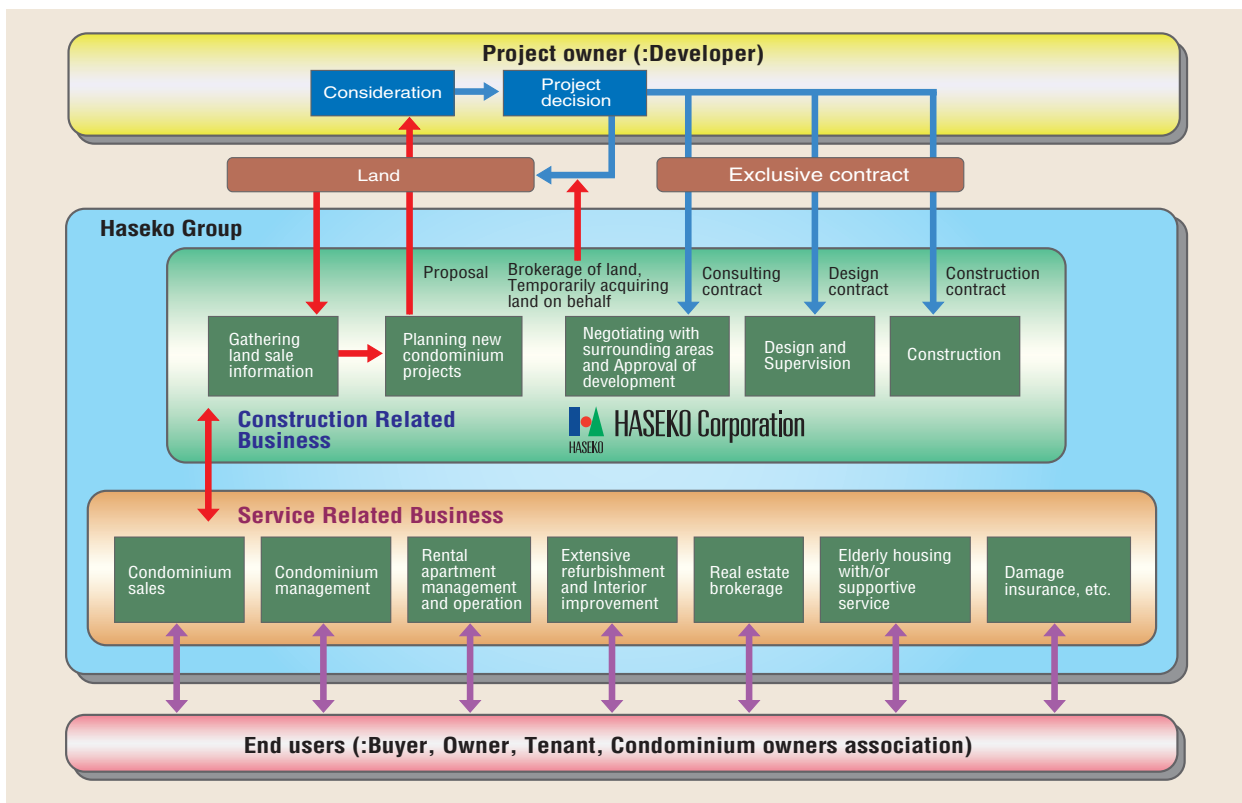 Project owner (:Developer)
Consideration
Project
decision
Land
Exclusive contract
Haseko Group
Proposal
Brokerage of land,
Temporarily acquiring
land on behalf
Consulting
contract
Design
contract
Construction
contract
Gathering
land sale
information
Planning new
condominium
projects
Negotiating with
surrounding areas
and Approval of
development
Design and
Supervision
Construction
Construction Related
Business
HASEKO
HASEKO Corporation
Service Related Business
Condominium
sales
Condominium
management
Rental
apartment
management
and operation
Extensive
refurbishment
and Interior
improvement
Real estate
brokerage
Elderly housing
with/or
supportive
service
Damage
insurance, etc.
End users (:Buyer, Owner, Tenant, Condominium owners association)